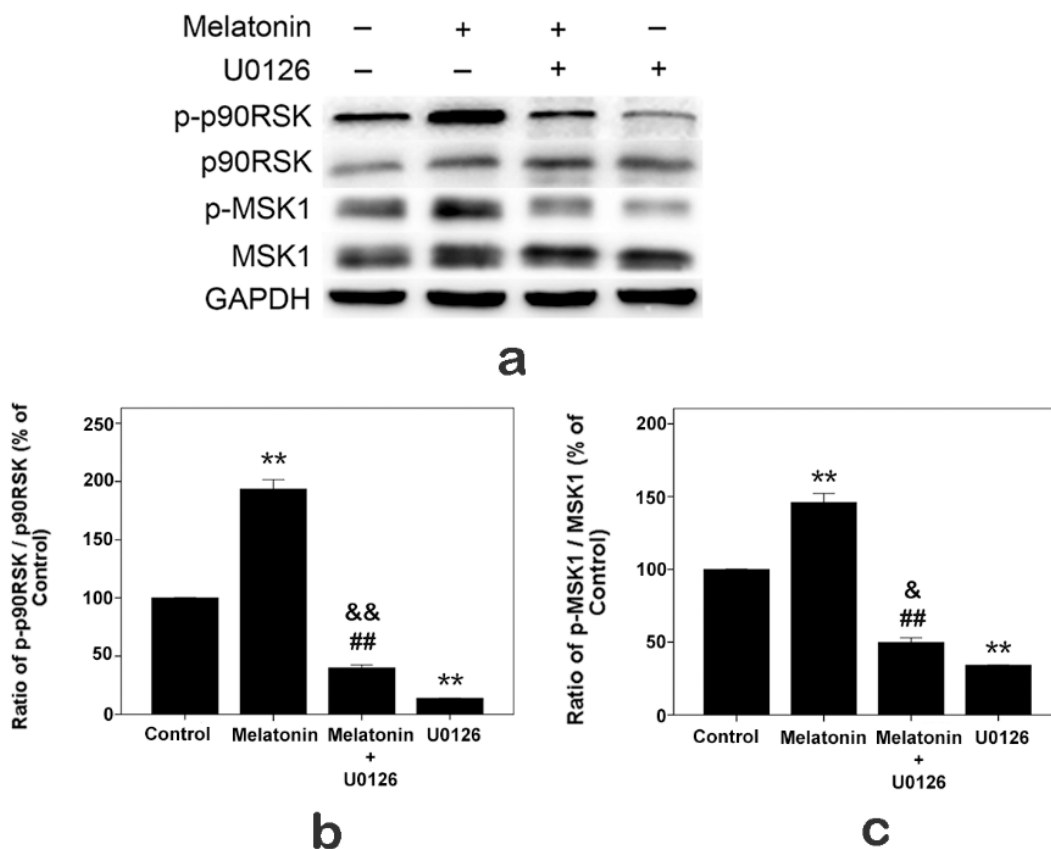 Melatonin – + + –
U0126 – – + +
p-p90RSK
p90RSK
p-MSK1
MSK1
GAPDH
a
Ratio of p-p90RSK / p90RSK (% of
Control)
250
200
150
100
50
0
**
&&
##
**
Control Melatonin Melatonin U0126
+
U0126
b
Ratio of p-MSK1 / MSK1 (% of
Control)
200
150
100
50
0
**
&
##
**
Control Melatonin Melatonin U0126
+
U0126
c